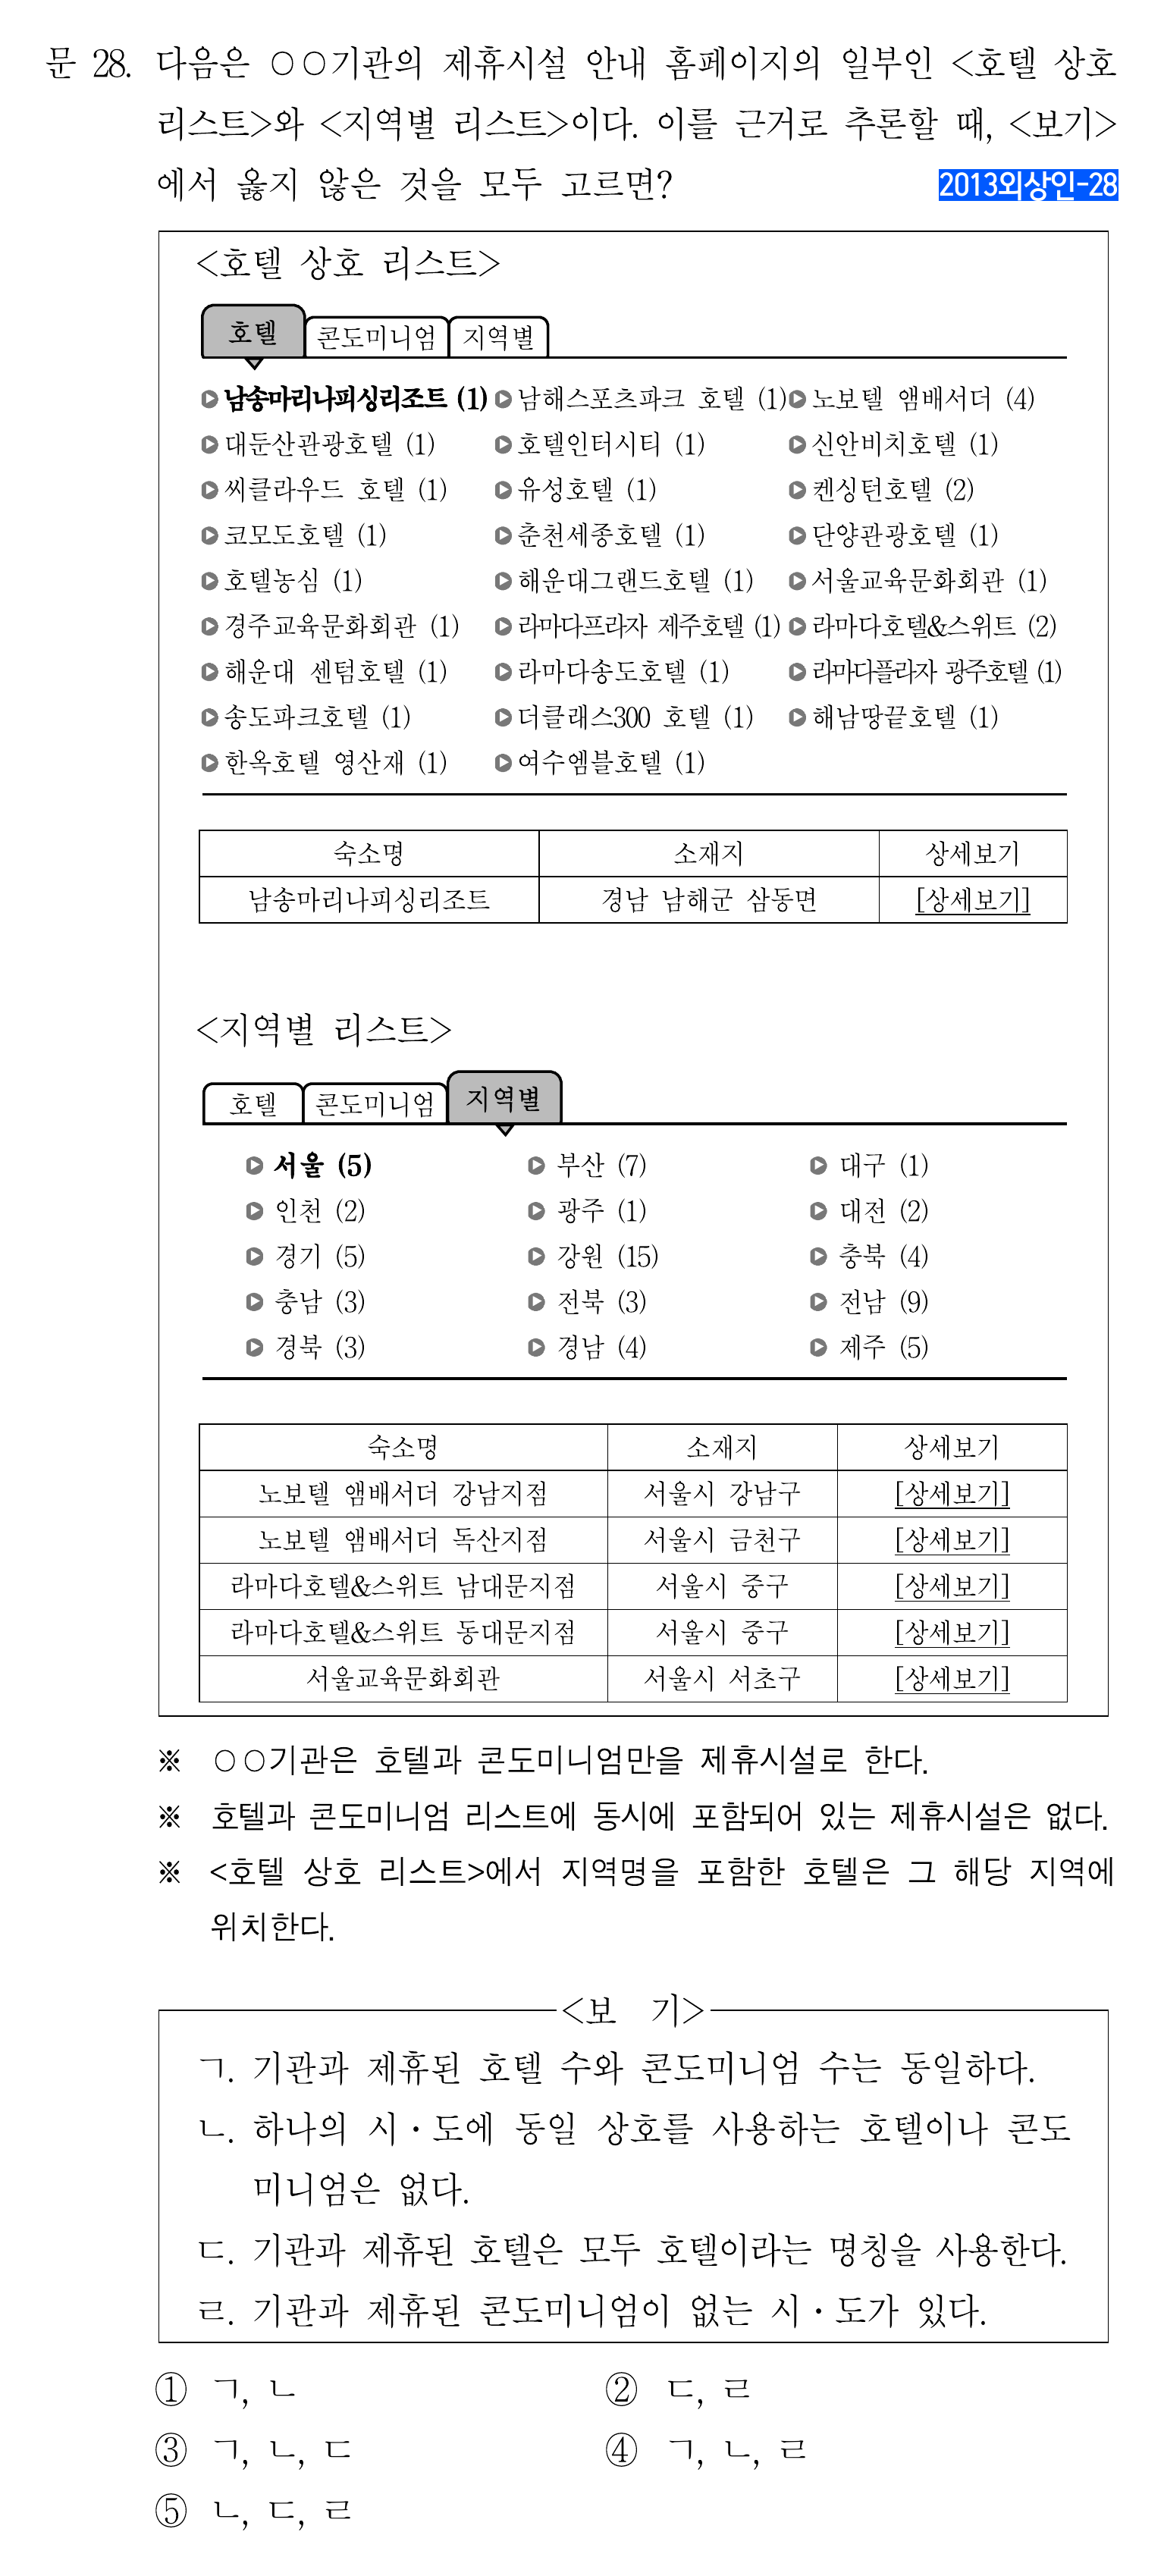 문 28. 다음은 ○○기관의 제휴시설 안내 홈페이지의 일부인 <호텔 상호
리스트>와 <지역별 리스트>이다. 이를 근거로 추론할 때, <보기>
에서 옳지 않은 것을 모두 고르면? 2013외상인-28
<호텔 상호 리스트>
호텔 콘도미니엄 지역별
남송마리나피싱리조트 (1) 남해스포츠파크 호텔 (1) 노보텔 앰배서더 (4)
대둔산관광호텔 (1) 호텔인터시티 (1) 신안비치호텔 (1)
씨클라우드 호텔 (1) 유성호텔 (1) 켄싱턴호텔 (2)
코모도호텔 (1) 춘천세종호텔 (1) 단양관광호텔 (1)
호텔농심 (1) 해운대그랜드호텔 (1) 서울교육문화회관 (1)
경주교육문화회관 (1) 라마다프라자 제주호텔 (1) 라마다호텔&스위트 (2)
해운대 센텀호텔 (1) 라마다송도호텔 (1) 라마다플라자 광주호텔 (1)
송도파크호텔 (1) 더클래스300 호텔 (1) 해남땅끝호텔 (1)
한옥호텔 영산재 (1) 여수엠블호텔 (1)
숙소명 소재지 상세보기
남송마리나피싱리조트 경남 남해군 삼동면 [상세보기]
<지역별 리스트>
호텔 콘도미니엄 지역별
서울 (5) 부산 (7) 대구 (1)
인천 (2) 광주 (1) 대전 (2)
경기 (5) 강원 (15) 충북 (4)
충남 (3) 전북 (3) 전남 (9)
경북 (3) 경남 (4) 제주 (5)
숙소명 소재지 상세보기
노보텔 앰배서더 강남지점 서울시 강남구 [상세보기]
노보텔 앰배서더 독산지점 서울시 금천구 [상세보기]
라마다호텔&스위트 남대문지점 서울시 중구 [상세보기]
라마다호텔&스위트 동대문지점 서울시 중구 [상세보기]
서울교육문화회관 서울시 서초구 [상세보기]
※ ○○기관은 호텔과 콘도미니엄만을 제휴시설로 한다.
※ 호텔과 콘도미니엄 리스트에 동시에 포함되어 있는 제휴시설은 없다.
※ <호텔 상호 리스트>에서 지역명을 포함한 호텔은 그 해당 지역에
위치한다.
<보 기>
ㄱ. 기관과 제휴된 호텔 수와 콘도미니엄 수는 동일하다.
ㄴ. 하나의 시·도에 동일 상호를 사용하는 호텔이나 콘도
미니엄은 없다.
ㄷ. 기관과 제휴된 호텔은 모두 호텔이라는 명칭을 사용한다.
ㄹ. 기관과 제휴된 콘도미니엄이 없는 시·도가 있다.
① ㄱ, ㄴ ② ㄷ, ㄹ
③ ㄱ, ㄴ, ㄷ ④ ㄱ, ㄴ, ㄹ
⑤ ㄴ, ㄷ, ㄹ